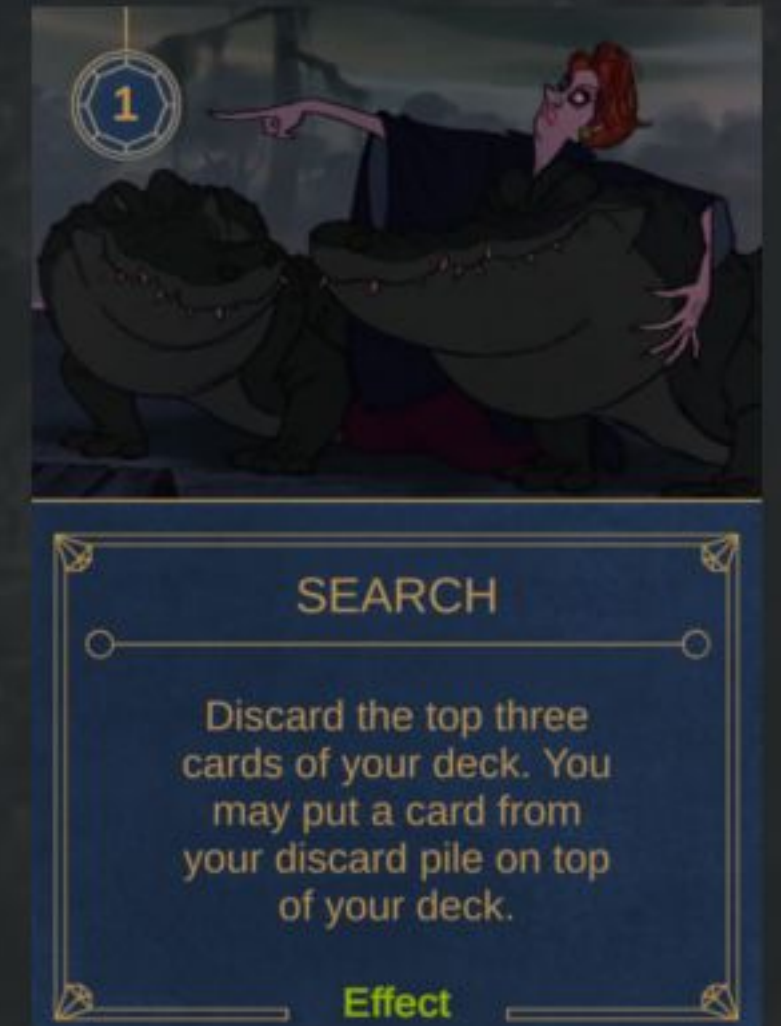 1
SEARCH
Discard the top three
cards of your deck. You
may put a card from
your discard pile on top
of your deck.
Effect